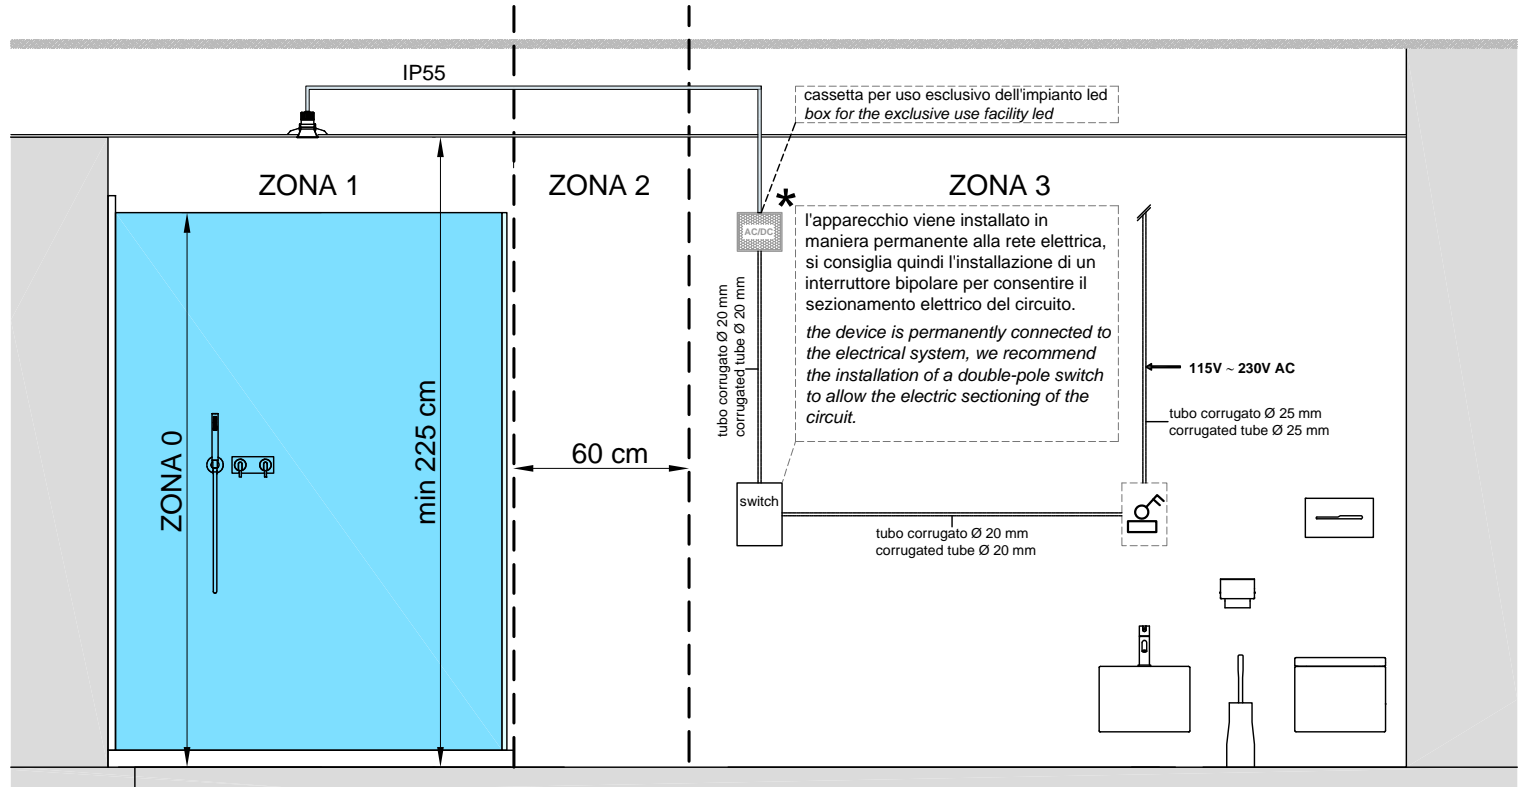 IP55
cassetta per uso esclusivo dell'impianto led
box for the exclusive use facility led
ZONA 1
ZONA 2
ZONA 3
*
AC/DC
l'apparecchio viene installato in
maniera permanente alla rete elettrica,
si consiglia quindi l'installazione di un
interruttore bipolare per consentire il
sezionamento elettrico del circuito.
the device is permanently connected to
the electrical system, we recommend
the installation of a double-pole switch
to allow the electric sectioning of the
circuit.
tubo corrugato Ø 20 mm
corrugated tube Ø 20 mm
115V ~ 230V AC
tubo corrugato Ø 25 mm
corrugated tube Ø 25 mm
ZONA 0
min 225 cm
60 cm
switch
tubo corrugato Ø 20 mm
corrugated tube Ø 20 mm